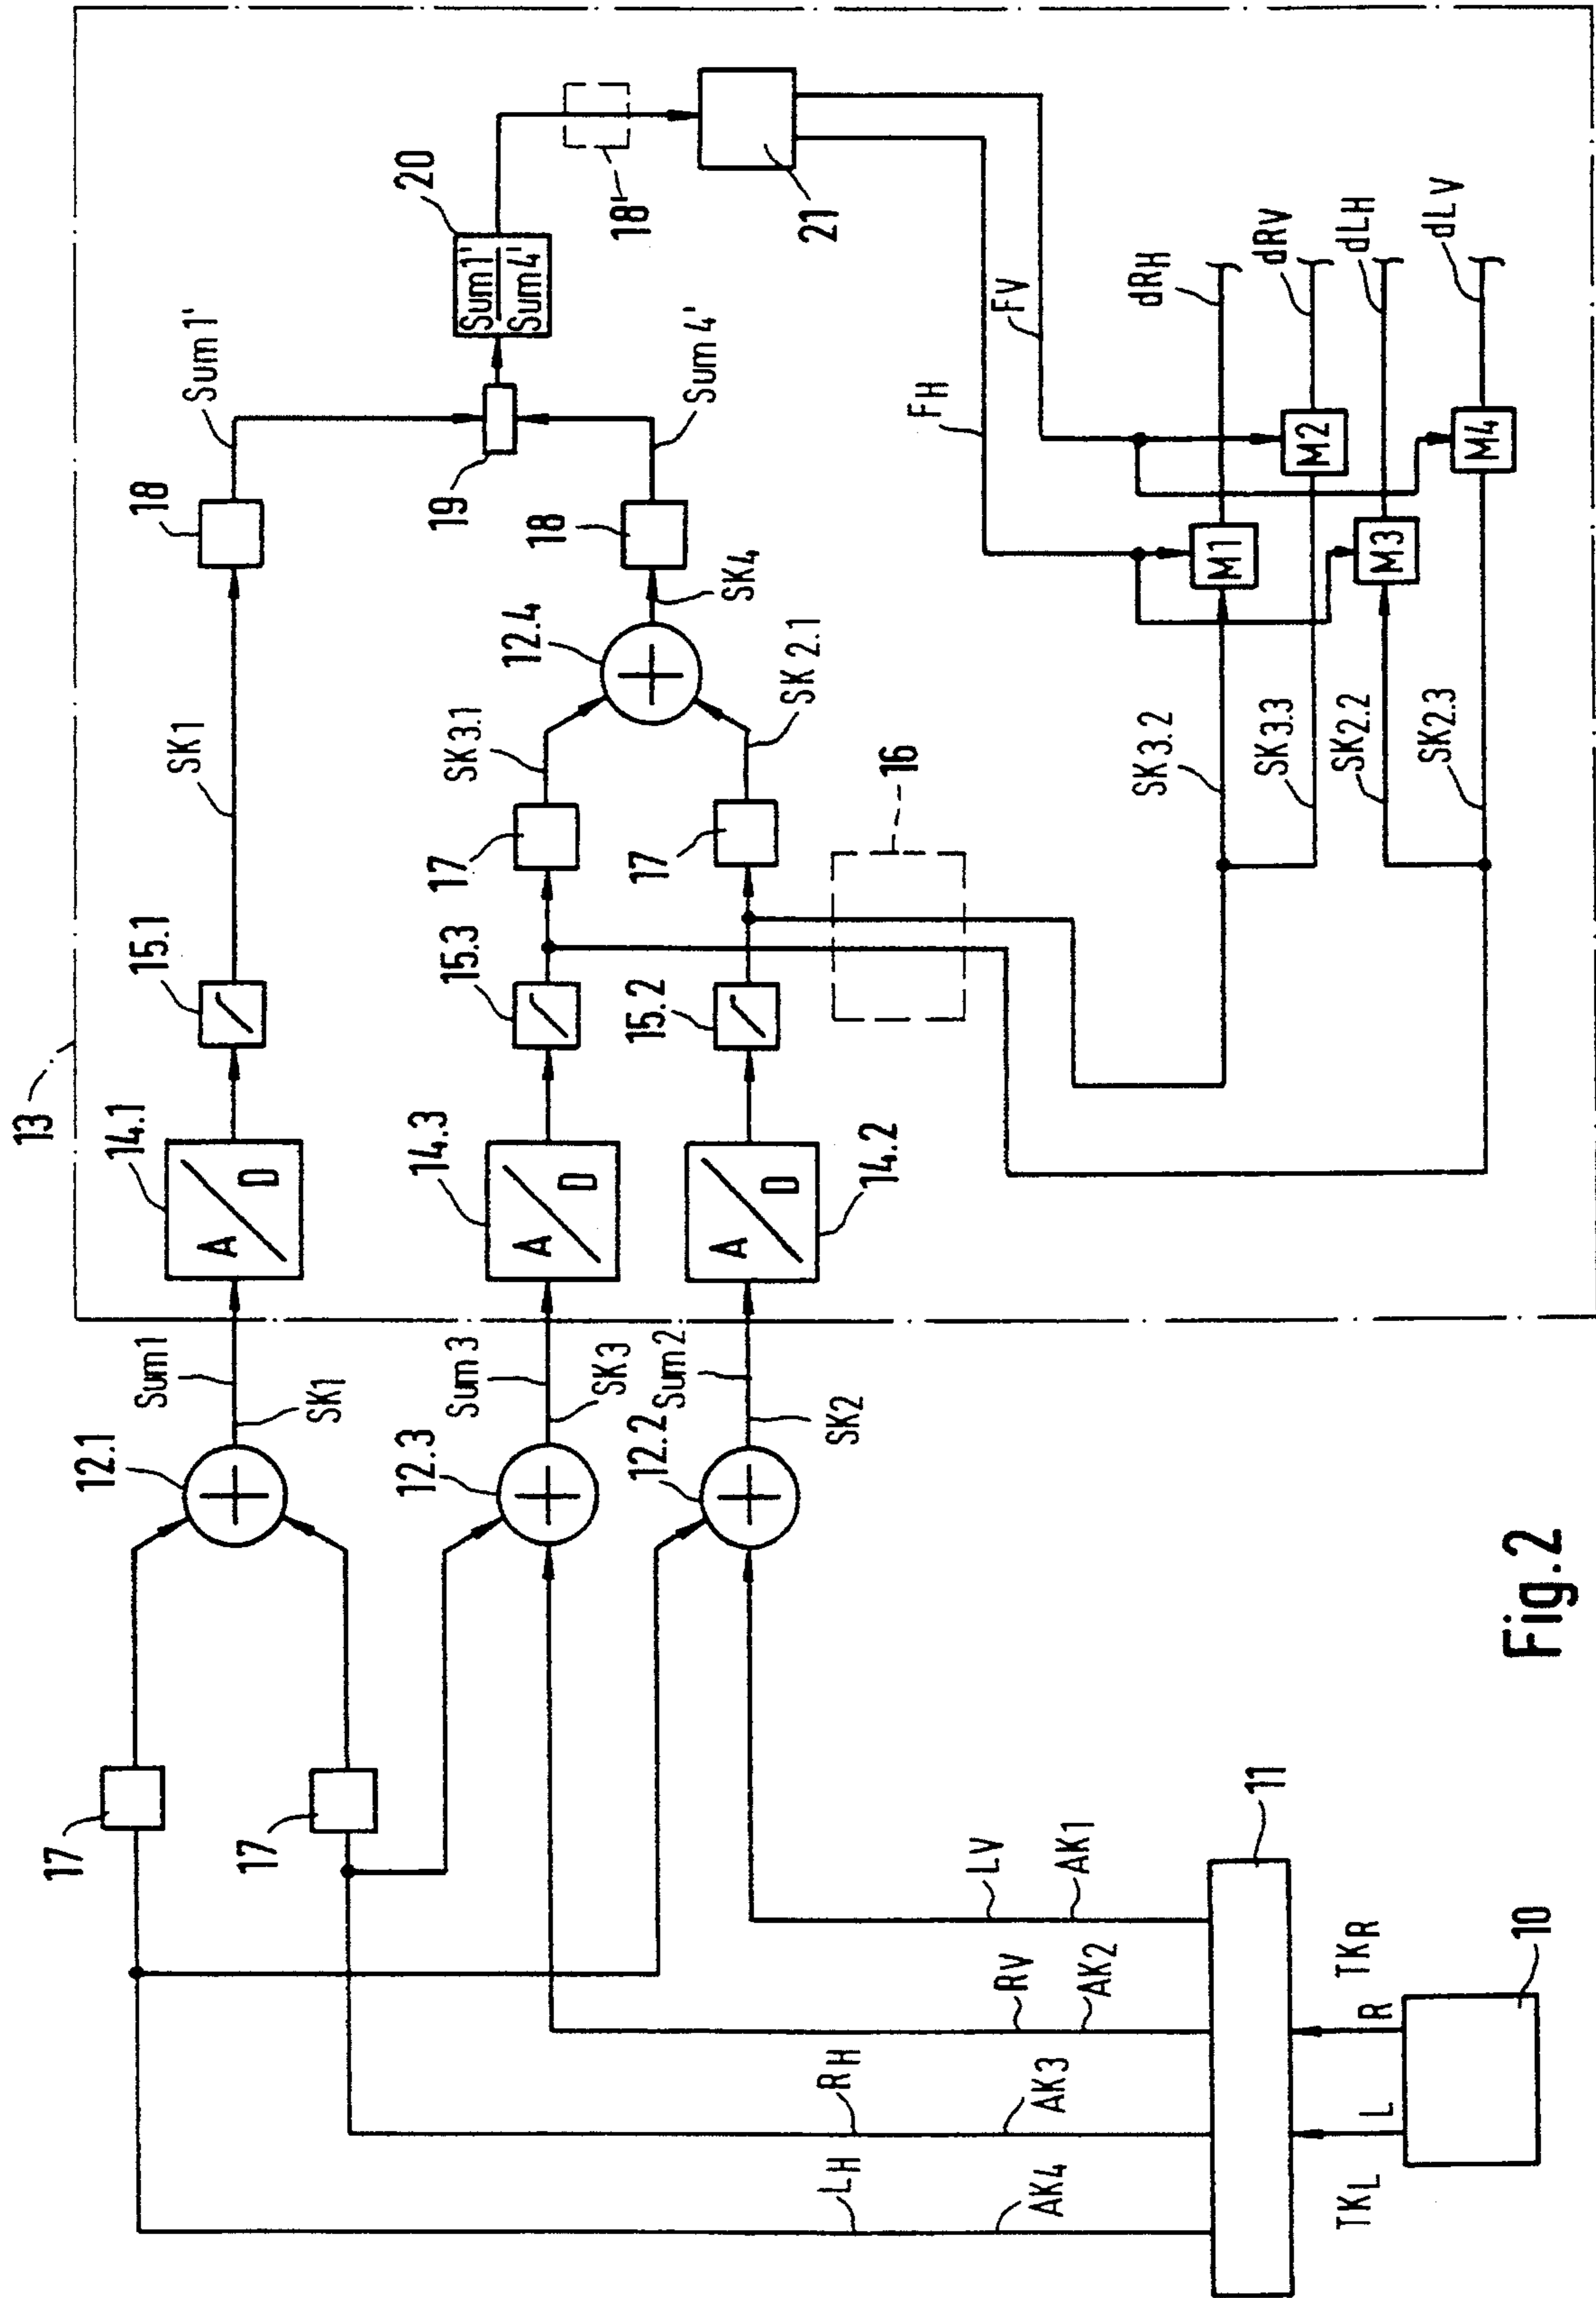 13
14.1
A
D
15.1
SK1
18
Sum1'
20
Sum1'
Sum4'
18'
21
19
Sum4'
18
SK4
12.4
SK3.1
SK2.1
17
17
15.3
15.2
14.3
A
D
14.2
A
D
16
FH
FV
M1
M2
M3
M4
dRH
dRV
dLH
dLV
SK3.2
SK3.3
SK2.2
SK2.3
Sum1
SK1
12.1
Sum3
SK3
12.3
Sum2
SK2
12.2
17
17
LV
AK1
RV
AK2
RH
AK3
LH
AK4
11
TKR
R
L
TKL
10
Fig.2